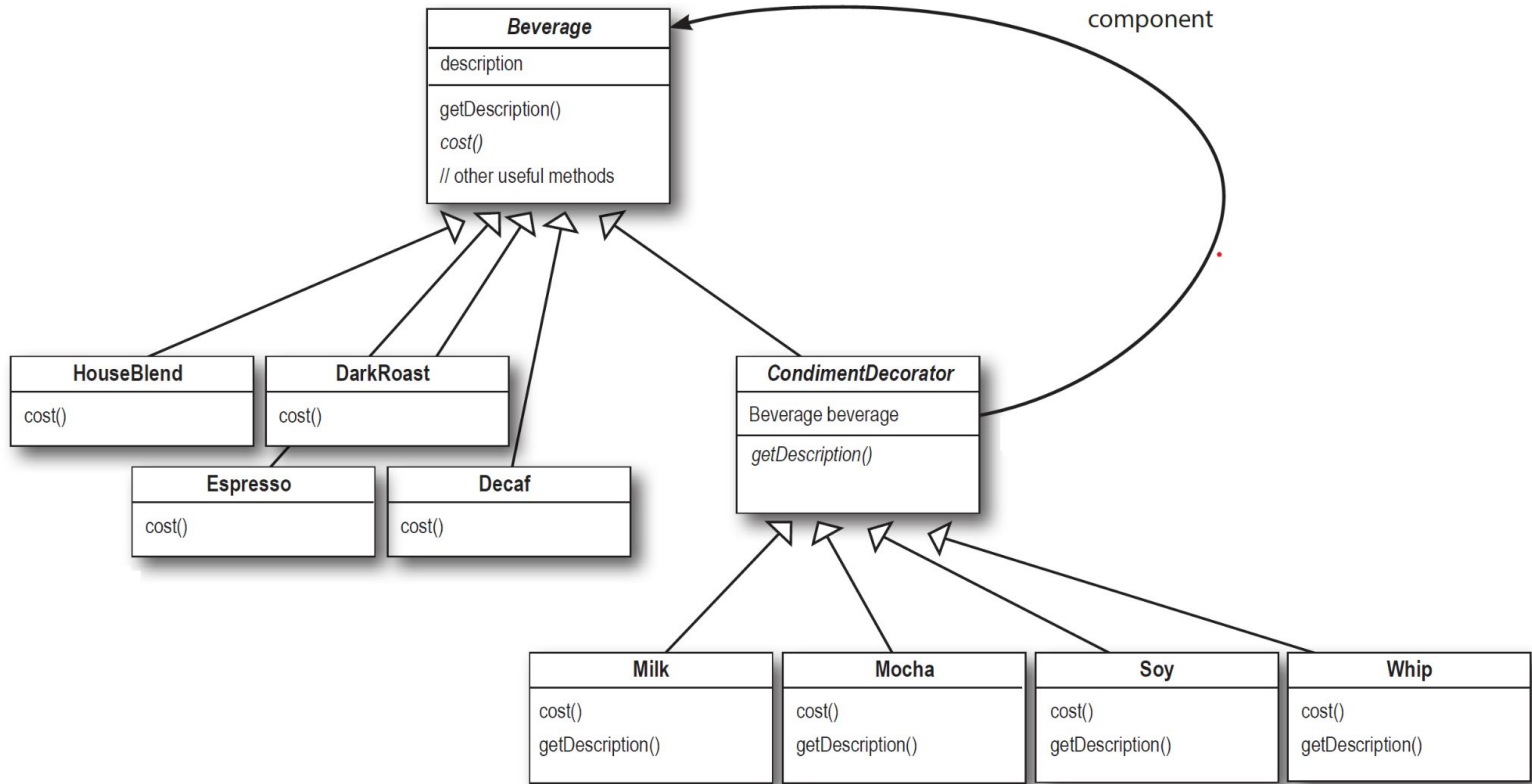 component
Beverage
description
getDescription()
cost()
// other useful methods
HouseBlend
cost()
DarkRoast
cost()
CondimentDecorator
Beverage beverage
getDescription()
Espresso
cost()
Decaf
cost()
Milk
cost()
getDescription()
Mocha
cost()
getDescription()
Soy
cost()
getDescription()
Whip
cost()
getDescription()